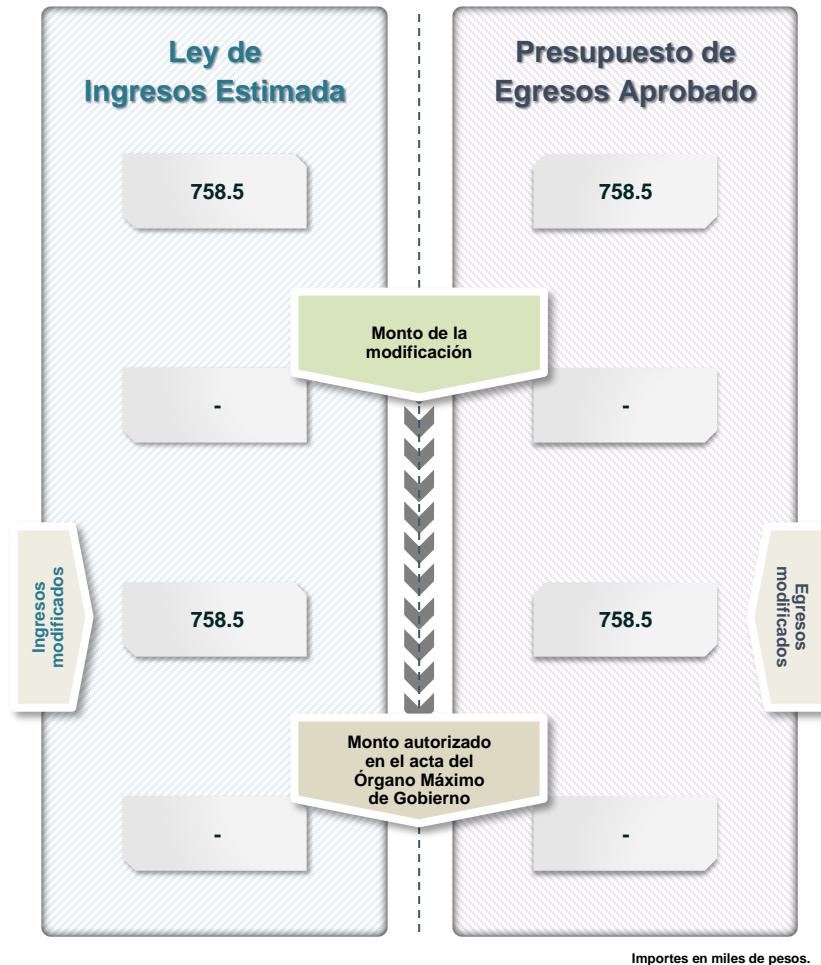 Ley de
Ingresos Estimada
Presupuesto de
Egresos Aprobado
758.5
758.5
Monto de la
modificación
-
-
Ingresos
modificados
758.5
758.5
Egresos
modificados
Monto autorizado
en el acta del
Órgano Máximo
de Gobierno
-
-
Importes en miles de pesos.